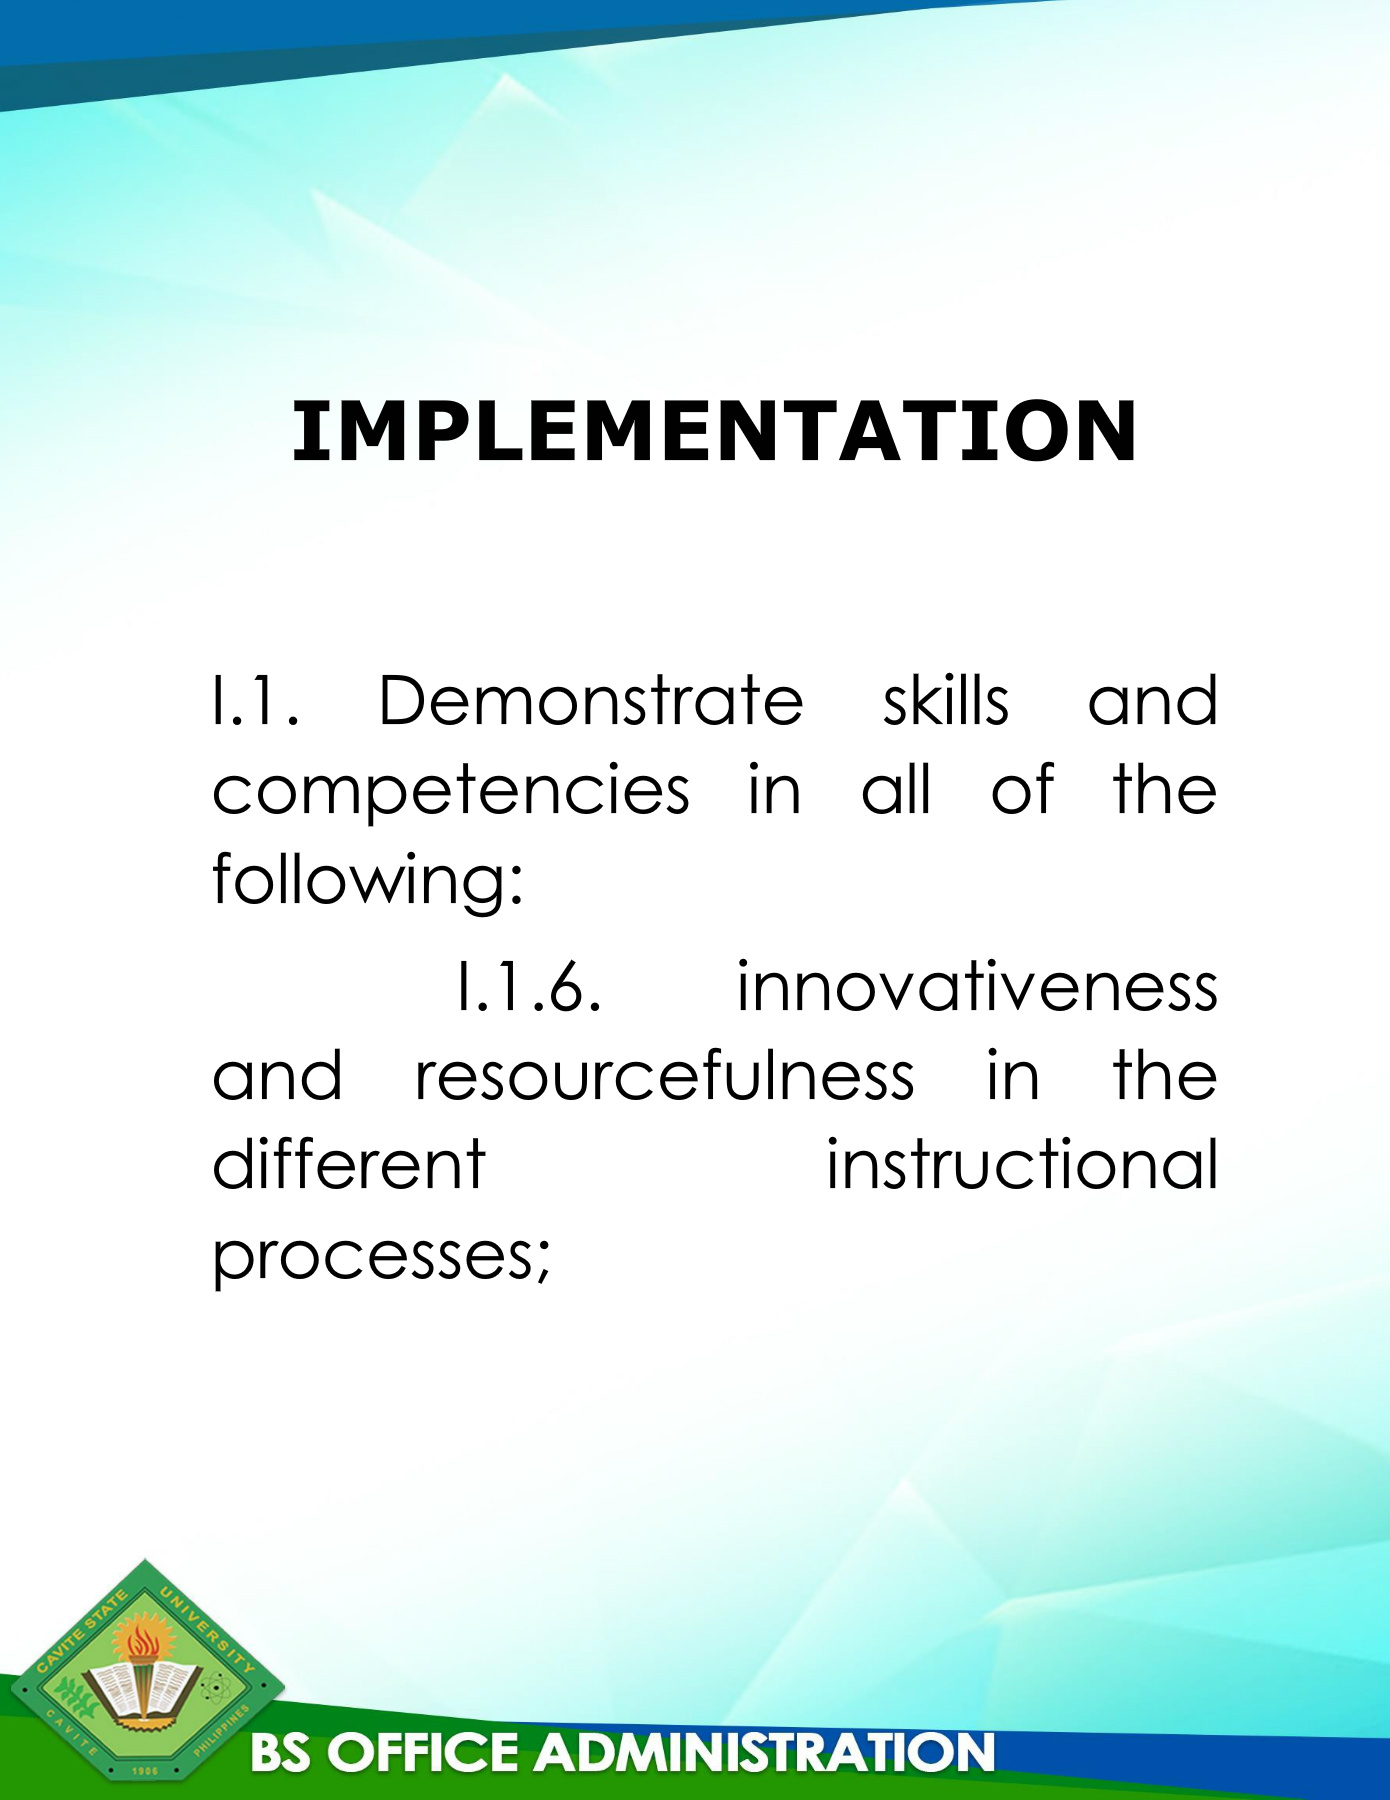 IMPLEMENTATION
I.1. Demonstrate skills and
competencies in all of the
following:
I.1.6. innovativeness
and resourcefulness in the
different instructional
processes;
CAVITE STATE UNIVERSITY
CAVITE PHILIPPINES
1906
BS OFFICE ADMINISTRATION